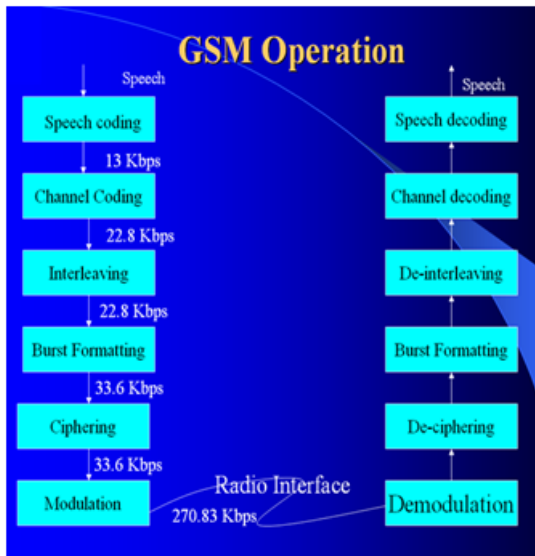 GSM Operation
Speech
Speech coding
13 Kbps
Channel Coding
22.8 Kbps
Interleaving
22.8 Kbps
Burst Formatting
33.6 Kbps
Ciphering
33.6 Kbps
Modulation
Radio Interface
270.83 Kbps
Speech
Speech decoding
Channel decoding
De-interleaving
Burst Formatting
De-ciphering
Demodulation